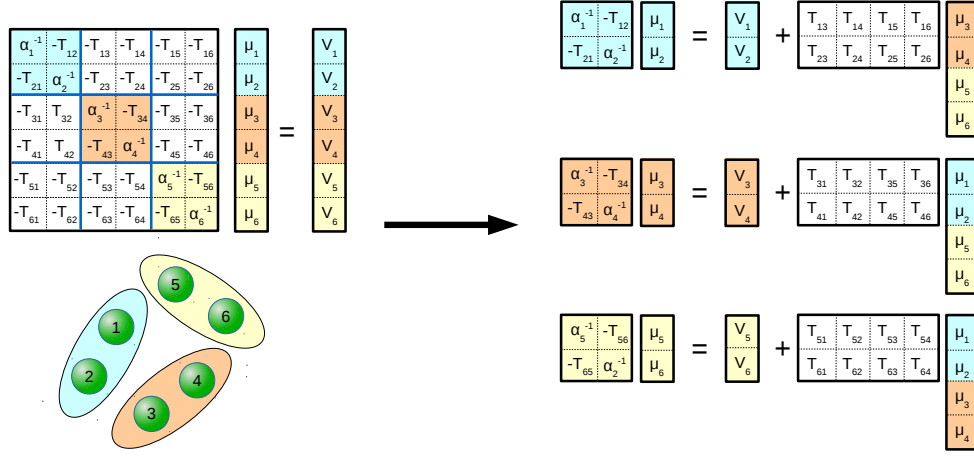 α₁⁻¹ -T₁₂ -T₁₃ -T₁₄ -T₁₅ -T₁₆ μ₁ V₁
-T₂₁ α₂⁻¹ -T₂₃ -T₂₄ -T₂₅ -T₂₆ μ₂ V₂
-T₃₁ T₃₂ α₃⁻¹ -T₃₄ -T₃₅ -T₃₆ μ₃ V₃
=
-T₄₁ T₄₂ -T₄₃ α₄⁻¹ -T₄₅ -T₄₆ μ₄ V₄
-T₅₁ -T₅₂ -T₅₃ -T₅₄ α₅⁻¹ -T₅₆ μ₅ V₅
-T₆₁ -T₆₂ -T₆₃ -T₆₄ -T₆₅ α₆⁻¹ μ₆ V₆
5
6
1
2
4
3
α₁⁻¹ -T₁₂ μ₁ V₁ T₁₃ T₁₄ T₁₅ T₁₆ μ₃
= +
-T₂₁ α₂⁻¹ μ₂ V₂ T₂₃ T₂₄ T₂₅ T₂₆ μ₄
μ₅
μ₆
α₃⁻¹ -T₃₄ μ₃ V₃ T₃₁ T₃₂ T₃₅ T₃₆ μ₁
= +
-T₄₃ α₄⁻¹ μ₄ V₄ T₄₁ T₄₂ T₄₅ T₄₆ μ₂
μ₅
μ₆
α₅⁻¹ -T₅₆ μ₅ V₅ T₅₁ T₅₂ T₅₃ T₅₄ μ₁
= +
-T₆₅ α₂⁻¹ μ₆ V₆ T₆₁ T₆₂ T₆₃ T₆₄ μ₂
μ₃
μ₄